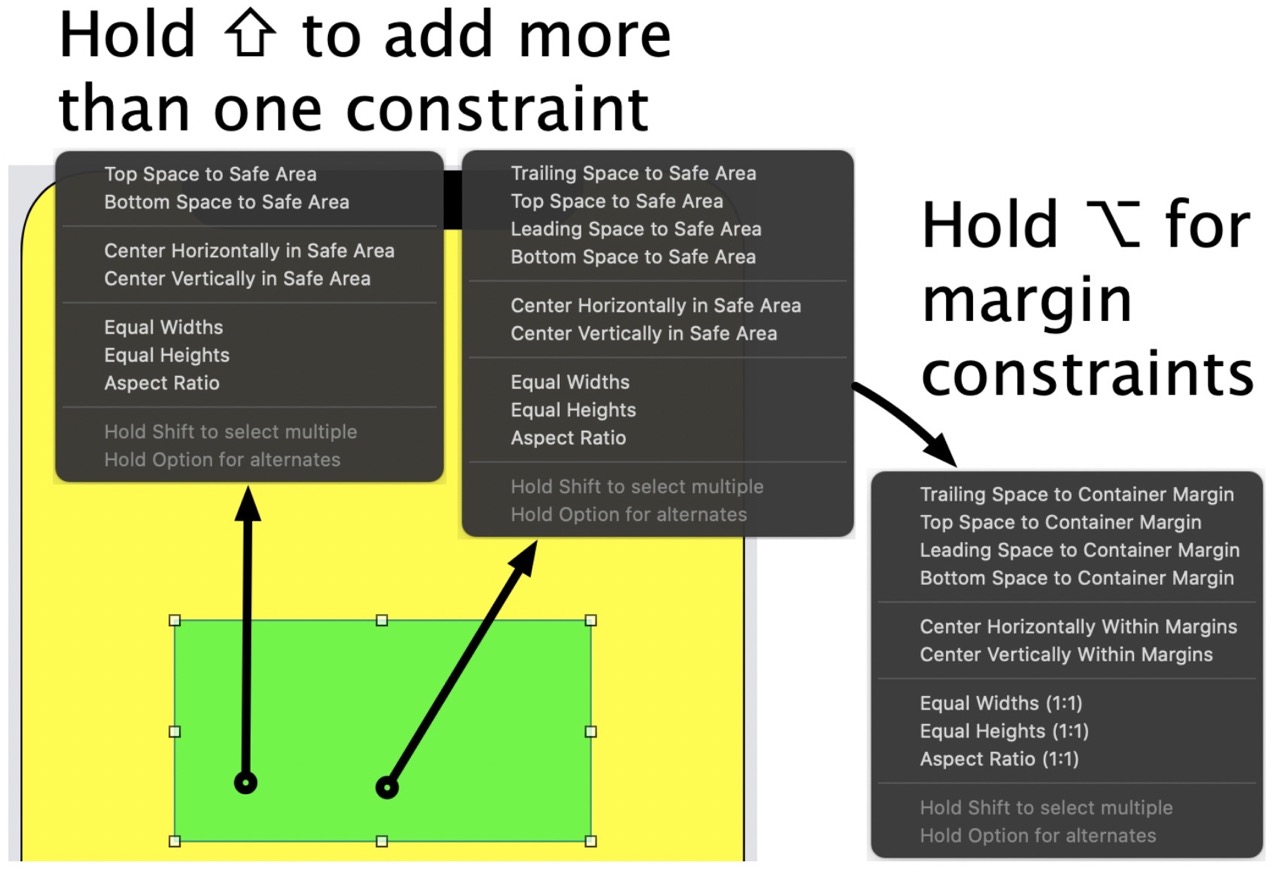 Hold ⇧ to add more
than one constraint
Top Space to Safe Area
Bottom Space to Safe Area
Center Horizontally in Safe Area
Center Vertically in Safe Area
Equal Widths
Equal Heights
Aspect Ratio
Hold Shift to select multiple
Hold Option for alternates
Trailing Space to Safe Area
Top Space to Safe Area
Leading Space to Safe Area
Bottom Space to Safe Area
Center Horizontally in Safe Area
Center Vertically in Safe Area
Equal Widths
Equal Heights
Aspect Ratio
Hold Shift to select multiple
Hold Option for alternates
Hold ⌥ for
margin
constraints
Trailing Space to Container Margin
Top Space to Container Margin
Leading Space to Container Margin
Bottom Space to Container Margin
Center Horizontally Within Margins
Center Vertically Within Margins
Equal Widths (1:1)
Equal Heights (1:1)
Aspect Ratio (1:1)
Hold Shift to select multiple
Hold Option for alternates